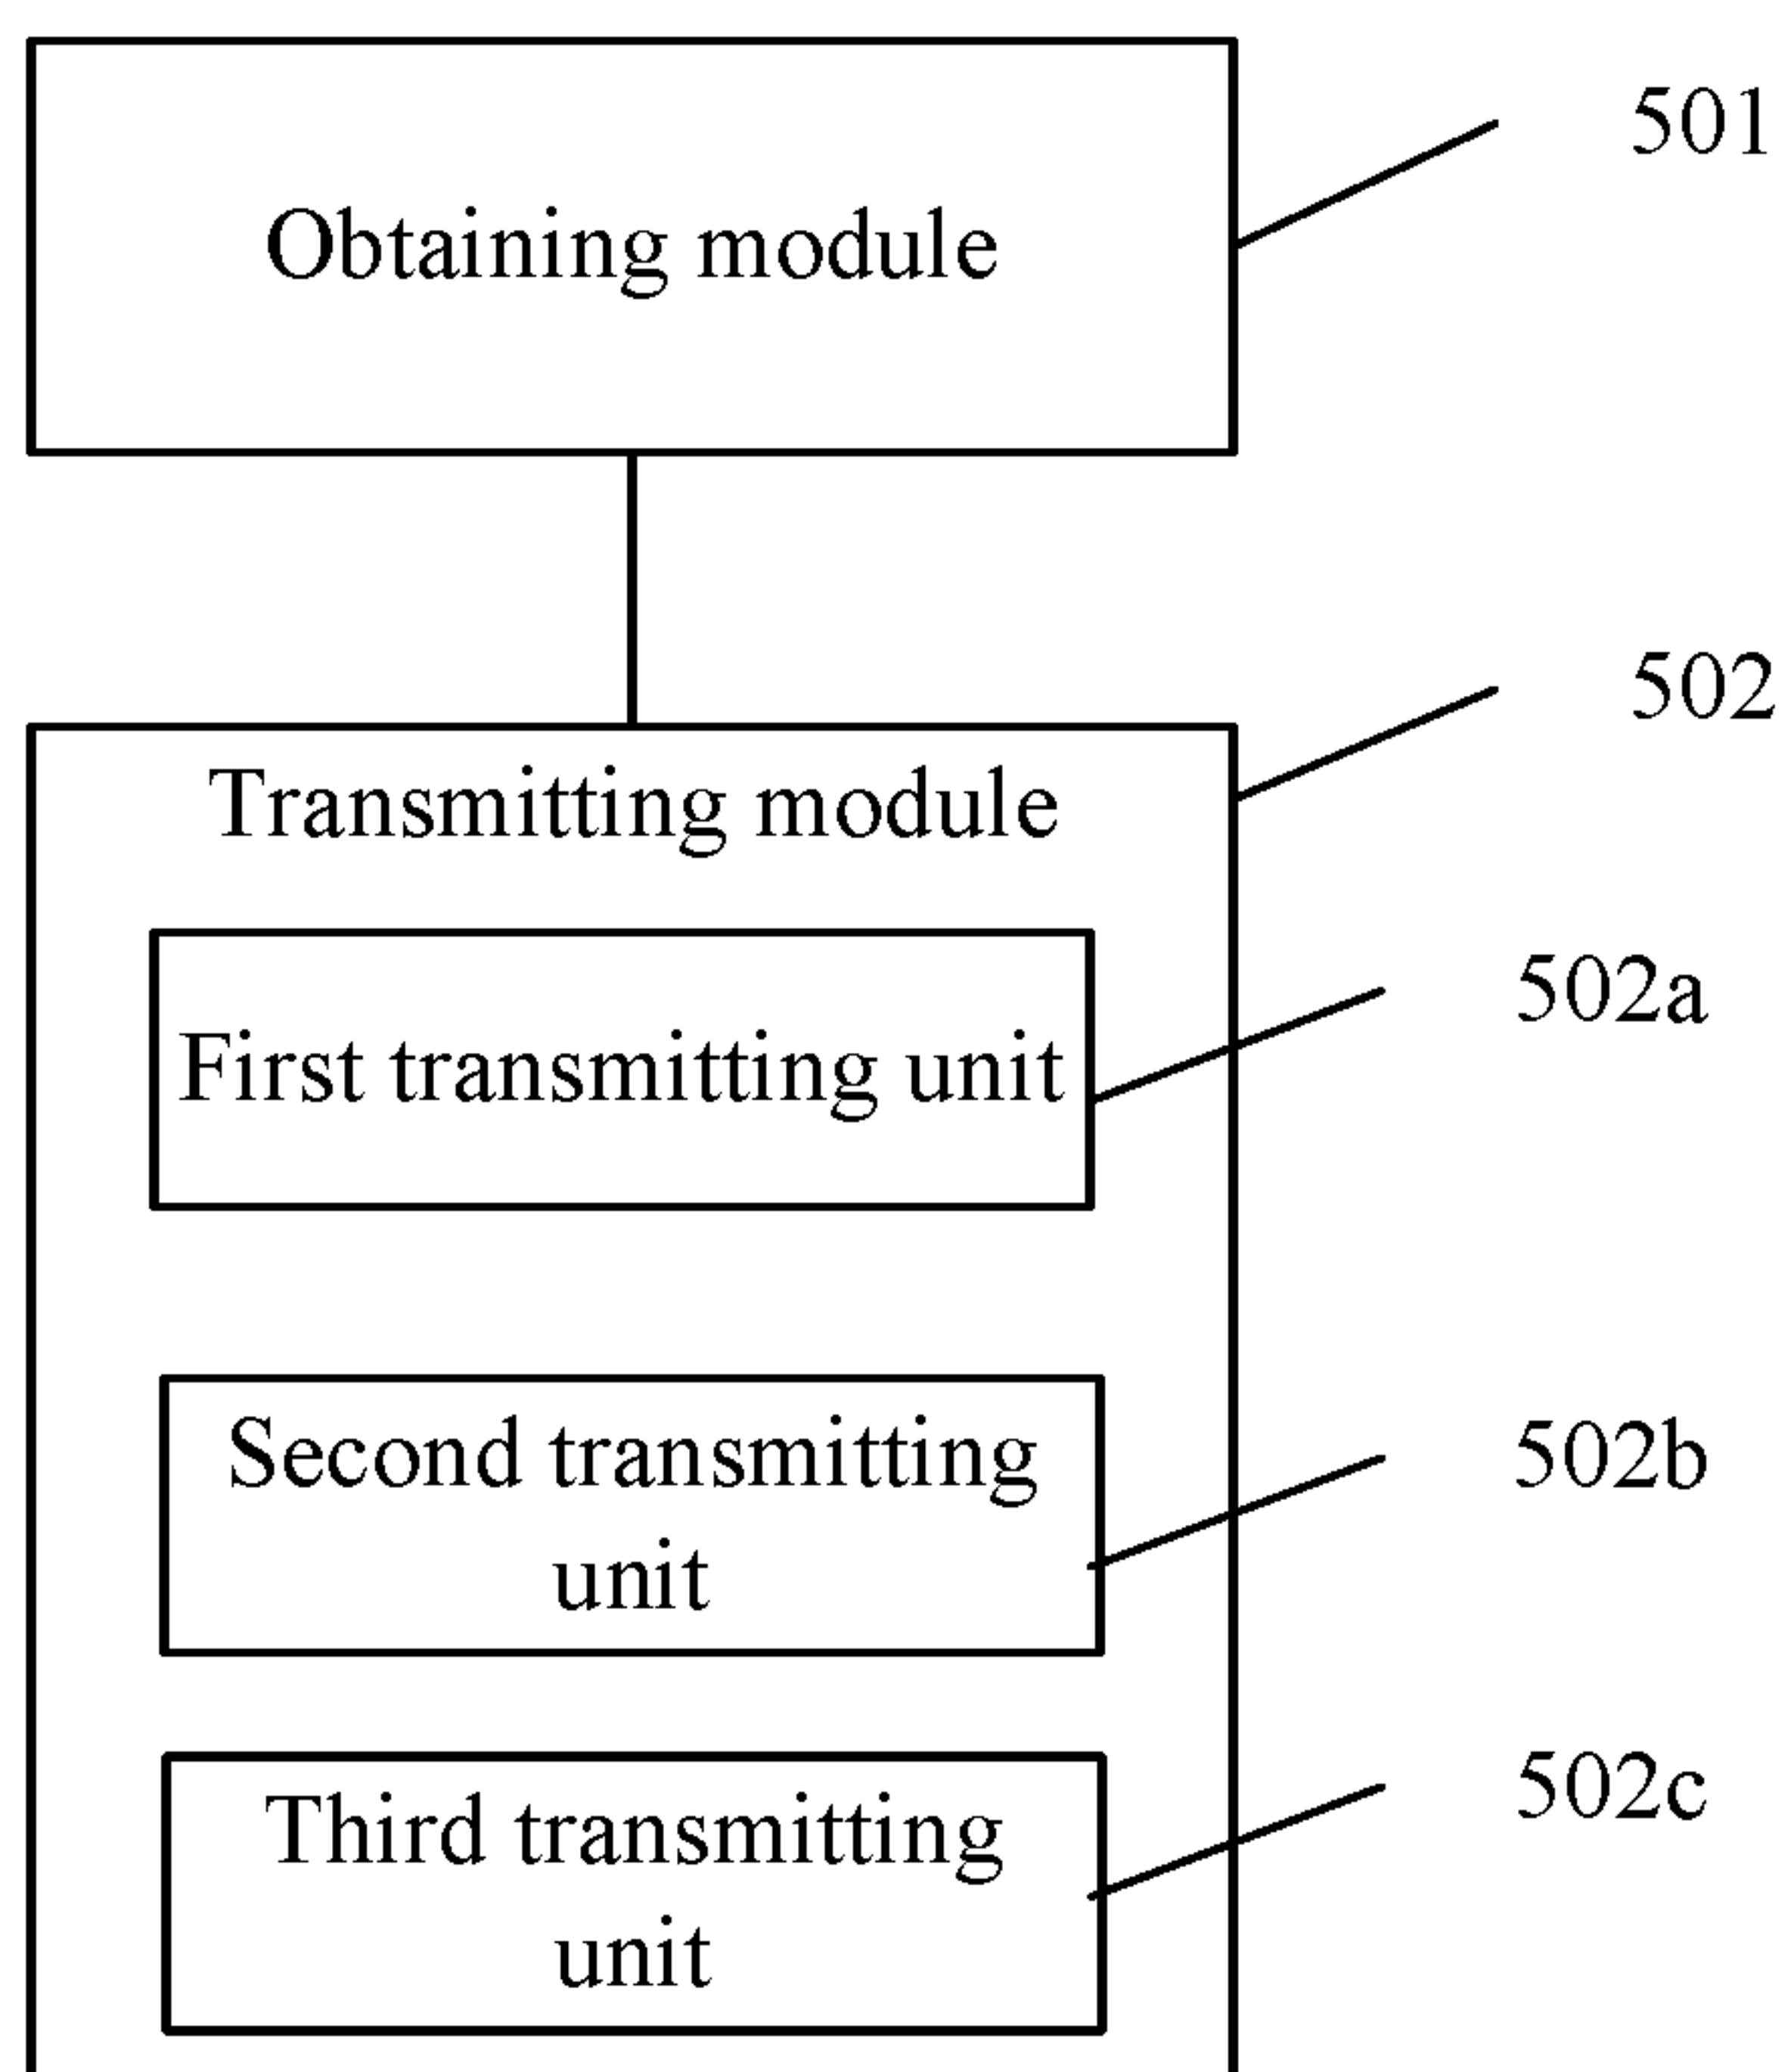 Obtaining module
501
502
Transmitting module
502a
First transmitting unit
502b
Second transmitting
unit
502c
Third transmitting
unit